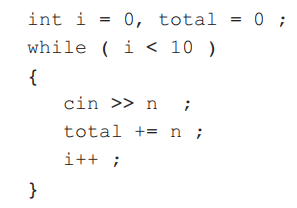 int i = 0, total = 0 ;
while ( i < 10 )
{
cin >> n ;
total += n ;
i++ ;
}